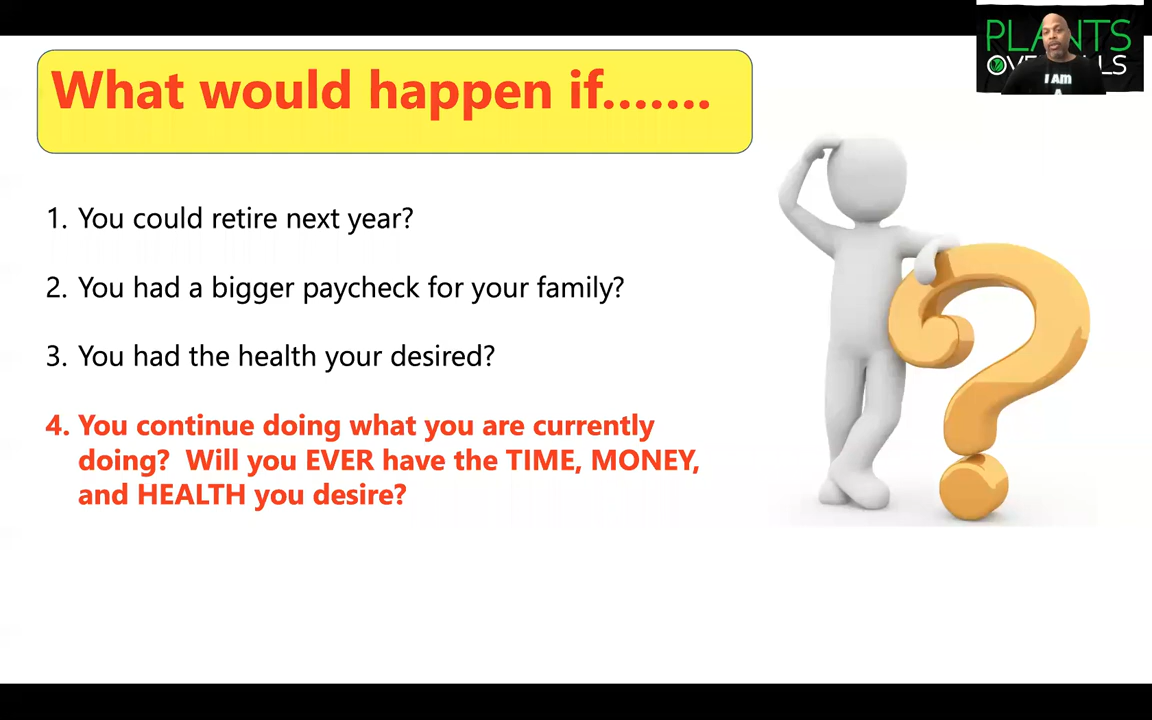 PLANTS
I AM
A
What would happen if.......
1. You could retire next year?
2. You had a bigger paycheck for your family?
3. You had the health your desired?
4. You continue doing what you are currently
doing? Will you EVER have the TIME, MONEY,
and HEALTH you desire?